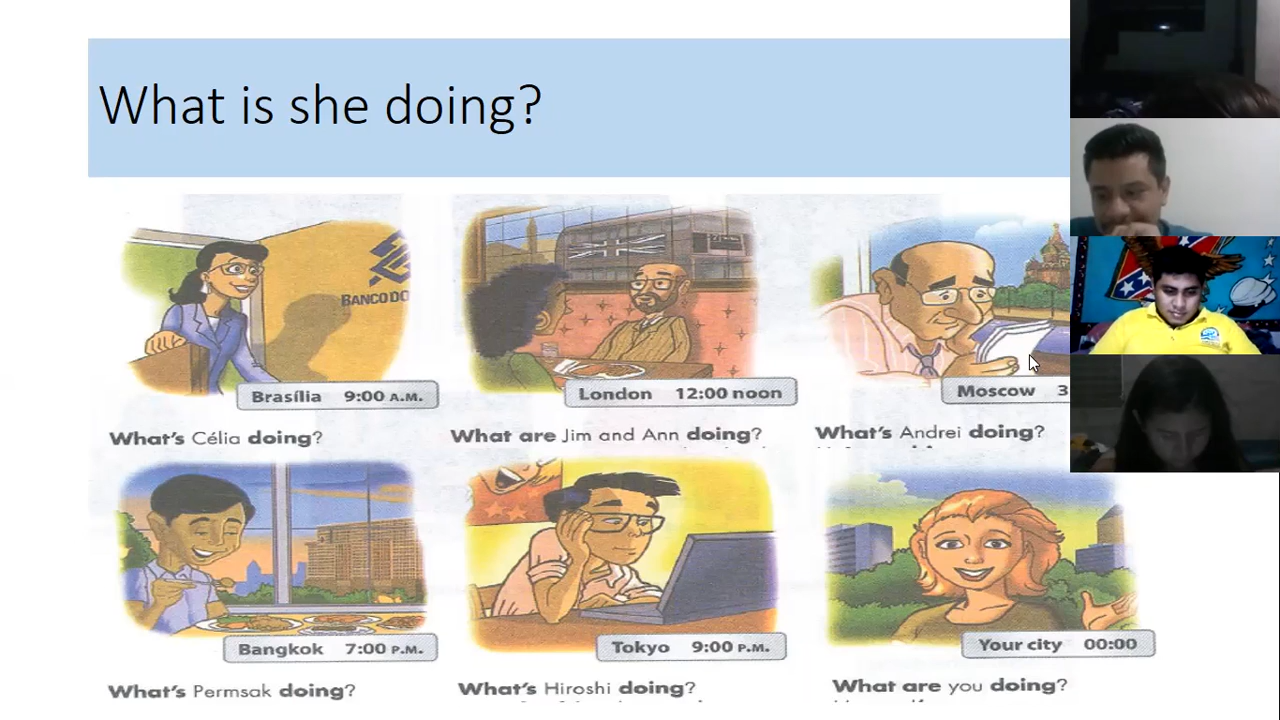 What is she doing?
BANCO DO
Brasília 9:00 A.M.
London 12:00 noon
Moscow 3
What's Célia doing?
What are Jim and Ann doing?
What's Andrei doing?
Bangkok 7:00 P.M.
Tokyo 9:00 P.M.
Your city 00:00
What's Permsak doing?
What's Hiroshi doing?
What are you doing?